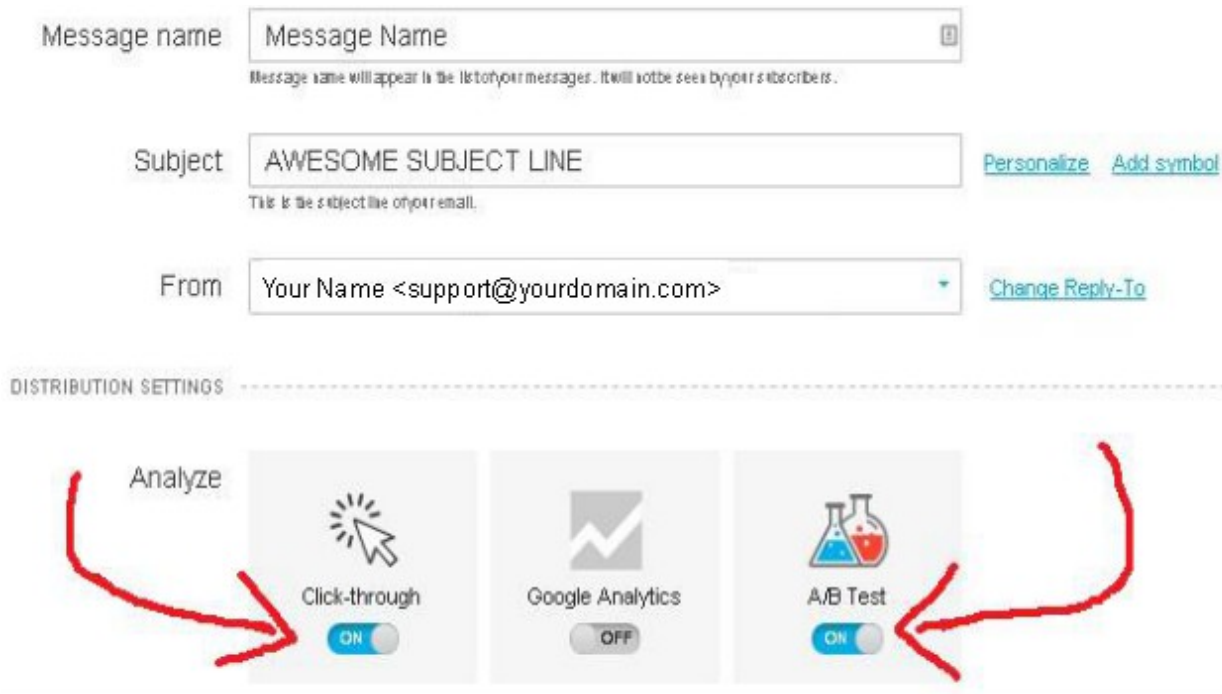 Message name Message Name
Message name will appear in the list of your messages. It will not be seen by your subscribers.
Subject AWESOME SUBJECT LINE Personalize Add symbol
This is the subject line of your email.
From Your Name <support@yourdomain.com> Change Reply-To
DISTRIBUTION SETTINGS
Analyze
Click-through Google Analytics A/B Test
ON OFF ON